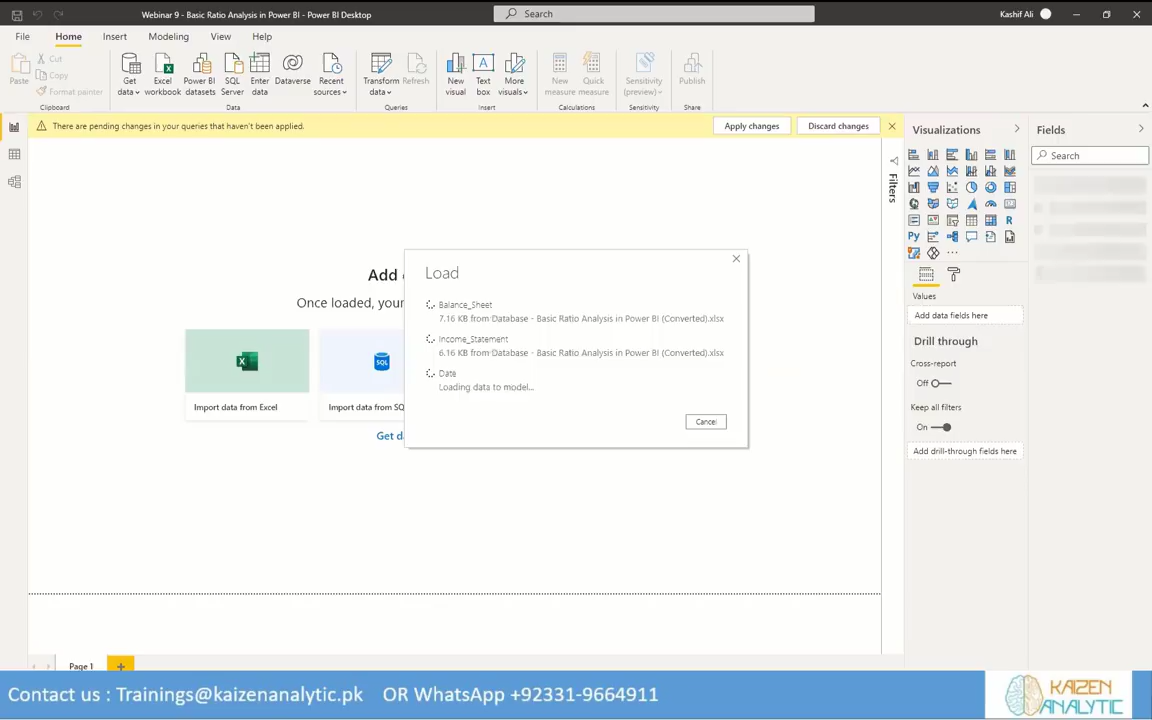 Webinar 9 - Basic Ratio Analysis in Power BI - Power BI Desktop
Search
Kashif Ali
File
Home
Insert
Modeling
View
Help
Paste
Cut
Copy
Format painter
Clipboard
Get data
Excel workbook
Power BI datasets
SQL Server
Enter data
Dataverse
Recent sources
Data
Transform data
Refresh
Queries
New visual
Text box
More visuals
Insert
New measure
Quick measure
Calculations
Sensitivity (preview)
Sensitivity
Publish
Share
There are pending changes in your queries that haven't been applied.
Apply changes
Discard changes
Visualizations
Fields
Search
Filters
R
Py
Values
Add data fields here
Drill through
Cross-report
Off
Keep all filters
On
Add drill-through fields here
Add
Once loaded, your
SQL
Import data from Excel
Import data from SQ
Get da
Load
Balance_Sheet
7.16 KB from Database - Basic Ratio Analysis in Power BI (Converted).xlsx
Income_Statement
6.16 KB from Database - Basic Ratio Analysis in Power BI (Converted).xlsx
Date
Loading data to model...
Cancel
Page 1
Contact us : Trainings@kaizenanalytic.pk OR WhatsApp +92331-9664911
KAIZEN
ANALYTIC